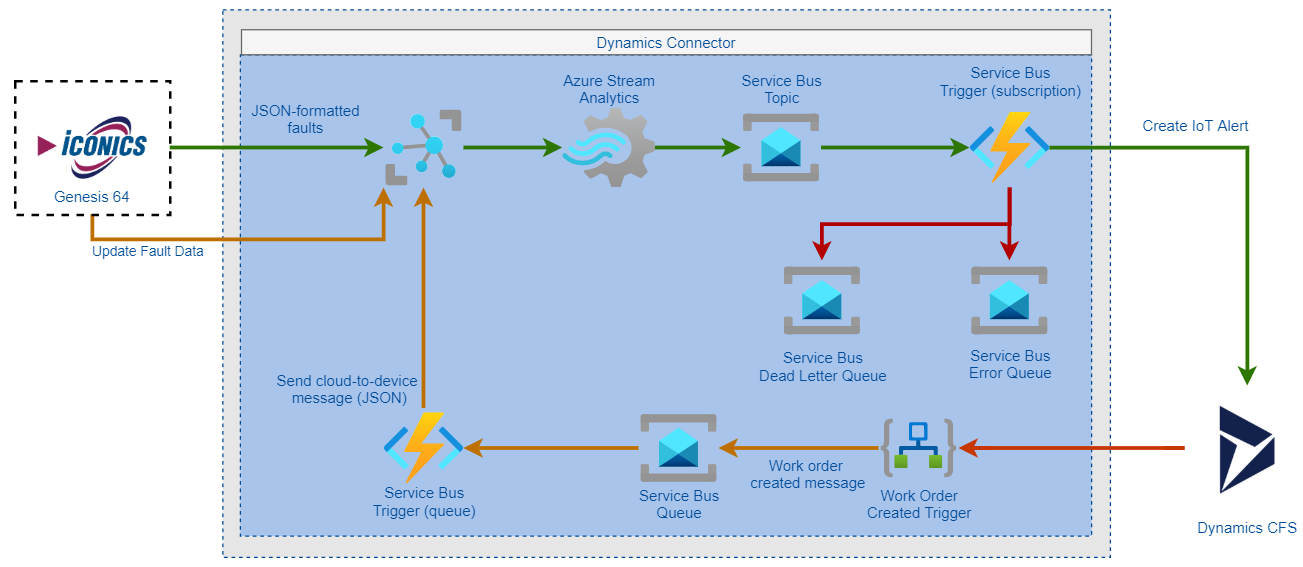 Dynamics Connector
Azure Stream
Analytics
Service Bus
Topic
Service Bus
Trigger (subscription)
JSON-formatted
faults
Create IoT Alert
ICONICS
Genesis 64
Update Fault Data
Service Bus
Dead Letter Queue
Service Bus
Error Queue
Send cloud-to-device
message (JSON)
Work order
created message
Service Bus
Trigger (queue)
Service Bus
Queue
Work Order
Created Trigger
Dynamics CFS